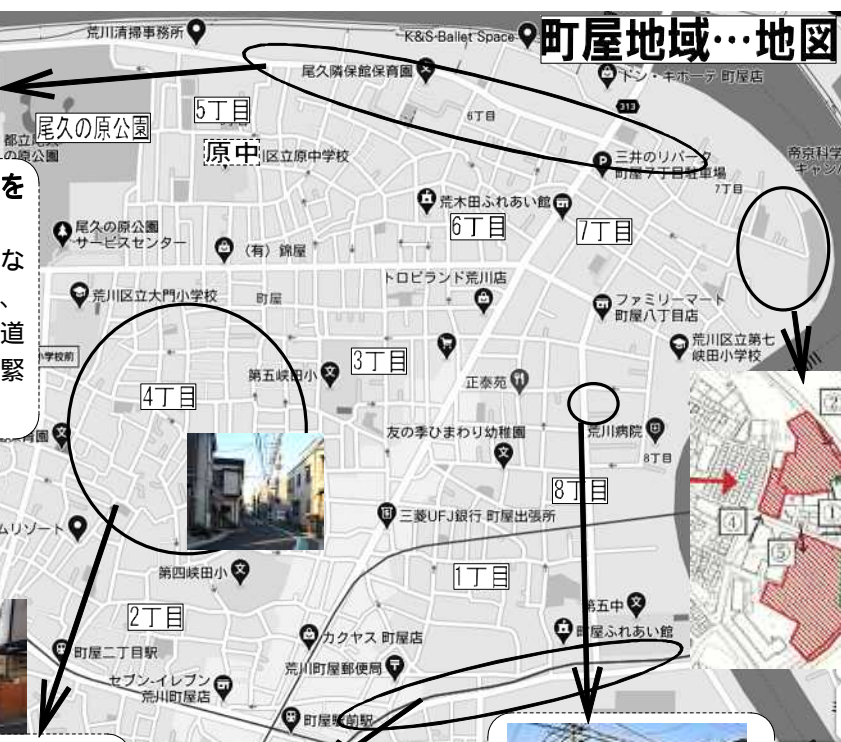 町屋地域…地図
荒川清掃事務所
K&S-Ballet Space
尾久隣保館保育園
ドン・キホーテ 町屋店
313
5丁目
尾久の原公園
6丁目
都立尾久
の原公園
原中
区立原中学校
三井のリパーク
町屋7丁目駐車場
帝京科学
キャン
7丁目
を
荒木田ふれあい館
6丁目
7丁目
尾久の原公園
サービスセンター
(有) 錦屋
な
、
道
緊
トロピランド荒川店
荒川区立大門小学校
町屋
ファミリーマート
町屋八丁目店
小学校前
荒川区立第七
峡田小学校
3丁目
第五峡田小
4丁目
正泰苑
育園
友の季ひまわり幼稚園
荒川病院
8丁目
8丁目
②
①
④
⑤
ムリゾート
三菱UFJ銀行 町屋出張所
第四峡田小
1丁目
2丁目
第五中
町屋ふれあい館
カクヤス 町屋店
町屋二丁目駅
荒川町屋郵便局
セブン-イレブン
荒川町屋店
町屋駅前駅